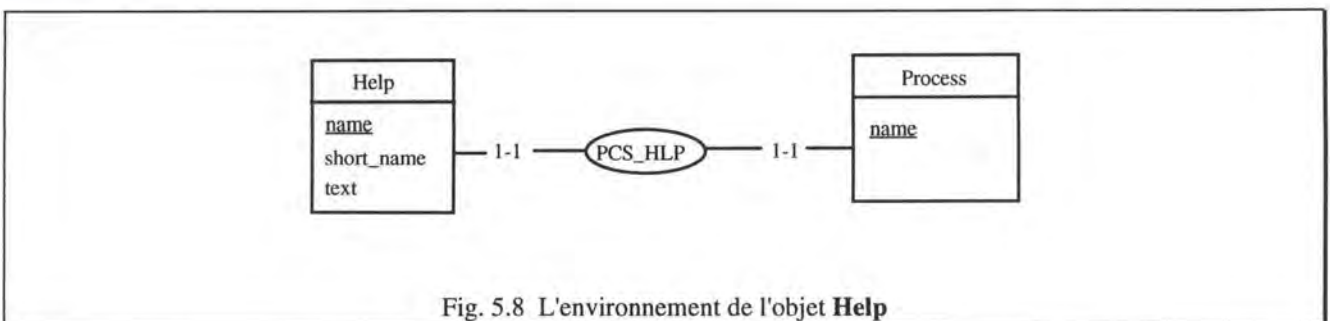 Help
name
short_name
text
1-1
PCS_HLP
1-1
Process
name
Fig. 5.8 L'environnement de l'objet Help